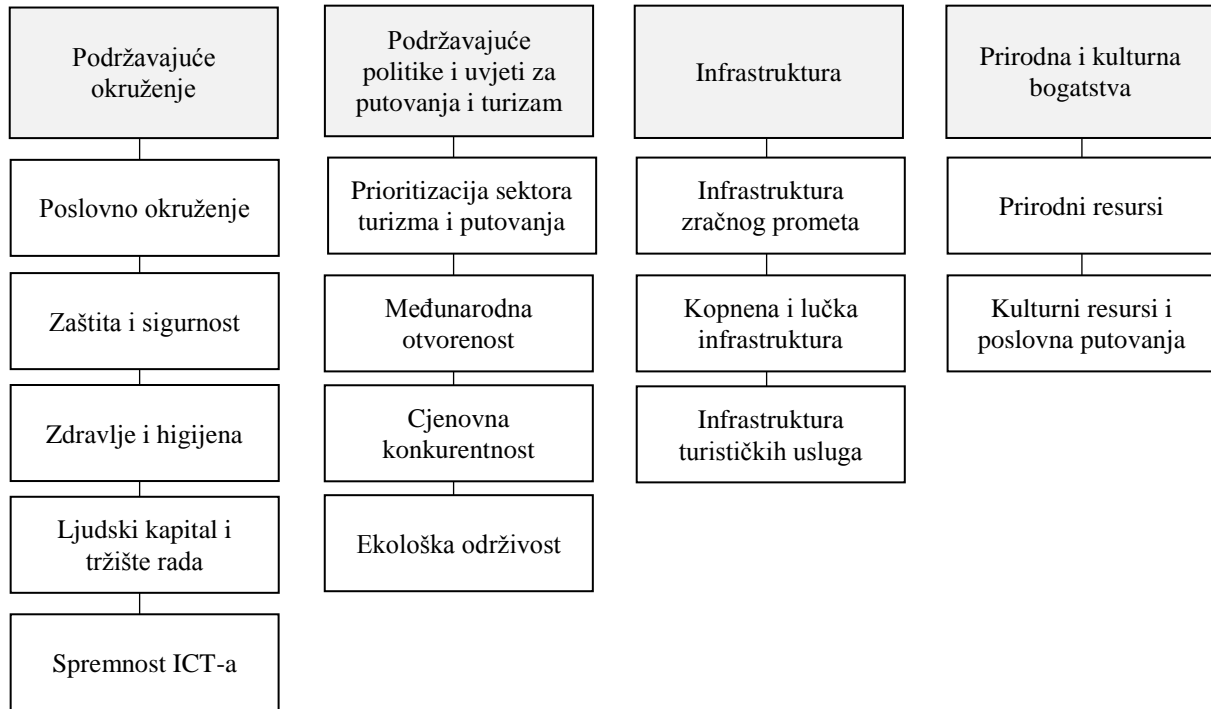 Podržavajuće
okruženje
Poslovno okruženje
Zaštita i sigurnost
Zdravlje i higijena
Ljudski kapital i
tržište rada
Spremnost ICT-a
Podržavajuće
politike i uvjeti za
putovanja i turizam
Prioritizacija sektora
turizma i putovanja
Međunarodna
otvorenost
Cjenovna
konkurentnost
Ekološka održivost
Infrastruktura
Infrastruktura
zračnog prometa
Kopnena i lučka
infrastruktura
Infrastruktura
turističkih usluga
Prirodna i kulturna
bogatstva
Prirodni resursi
Kulturni resursi i
poslovna putovanja